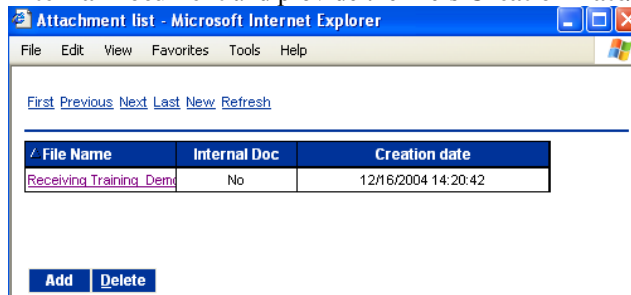 Attachment list - Microsoft Internet Explorer
File Edit View Favorites Tools Help
First Previous Next Last New Refresh
File Name Internal Doc Creation date
Receiving Training Demo No 12/16/2004 14:20:42
Add Delete